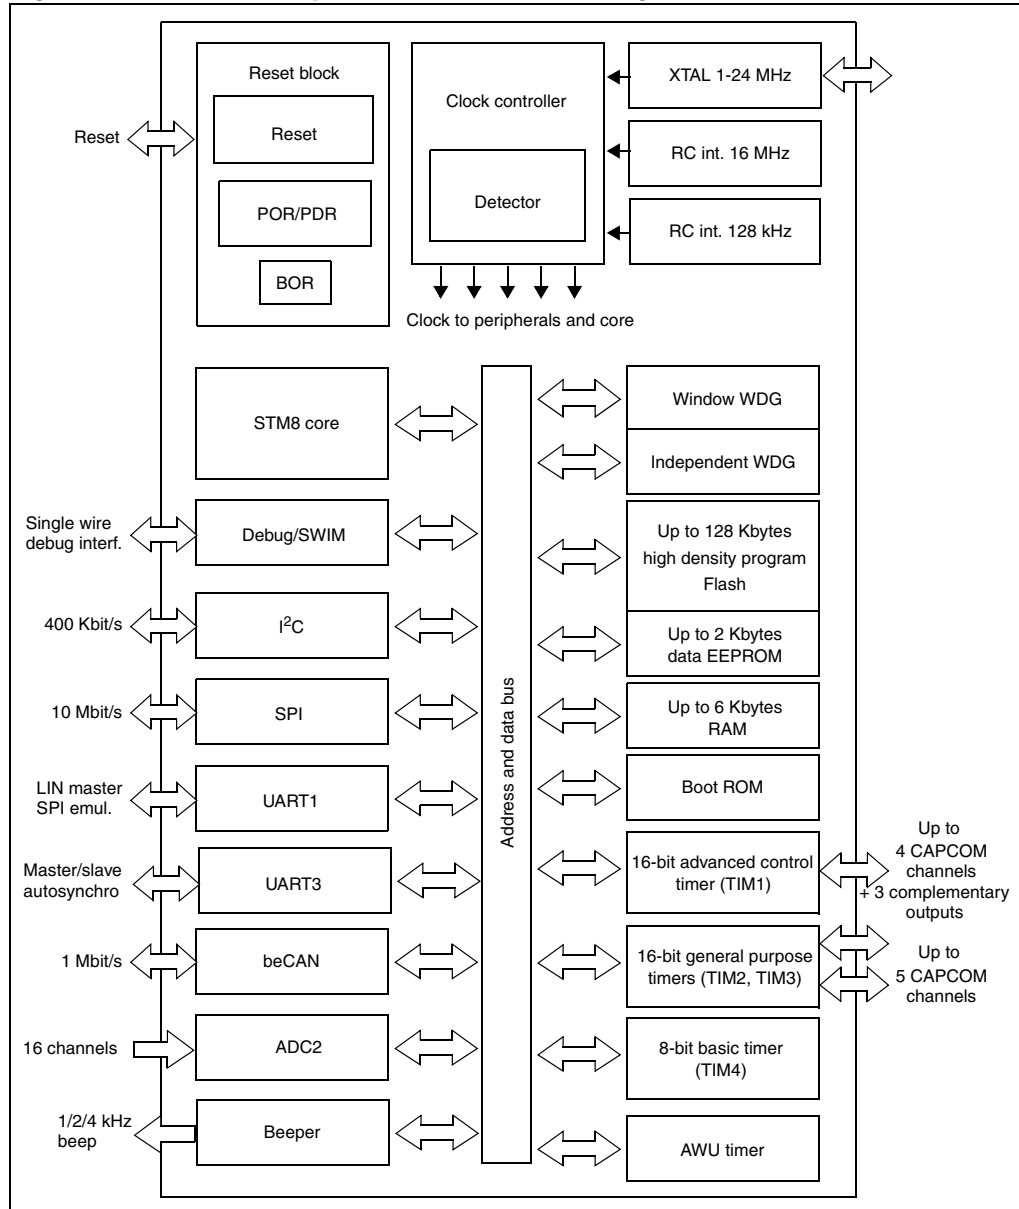 Reset block
Reset
Reset
POR/PDR
BOR
Clock controller
Detector
XTAL 1-24 MHz
RC int. 16 MHz
RC int. 128 kHz
Clock to peripherals and core
STM8 core
Single wire
debug interf.
Debug/SWIM
400 Kbit/s
I²C
10 Mbit/s
SPI
LIN master
SPI emul.
UART1
Master/slave
autosynchro
UART3
1 Mbit/s
beCAN
16 channels
ADC2
1/2/4 kHz
beep
Beeper
Address and data bus
Window WDG
Independent WDG
Up to 128 Kbytes
high density program
Flash
Up to 2 Kbytes
data EEPROM
Up to 6 Kbytes
RAM
Boot ROM
16-bit advanced control
timer (TIM1)
Up to
4 CAPCOM
channels
+ 3 complementary
outputs
16-bit general purpose
timers (TIM2, TIM3)
Up to
5 CAPCOM
channels
8-bit basic timer
(TIM4)
AWU timer